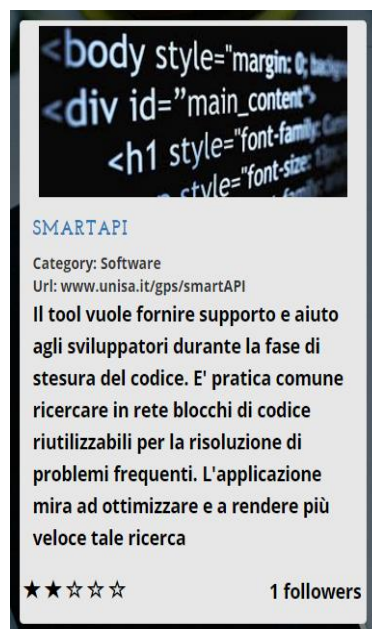 <body style="margin: 0;
<div id=”main_content">
<h1 style="font-family:
style="font-size:
SMARTAPI
Category: Software
Url: www.unisa.it/gps/smartAPI
Il tool vuole fornire supporto e aiuto
agli sviluppatori durante la fase di
stesura del codice. E' pratica comune
ricercare in rete blocchi di codice
riutilizzabili per la risoluzione di
problemi frequenti. L'applicazione
mira ad ottimizzare e a rendere più
veloce tale ricerca
★★☆☆☆ 1 followers